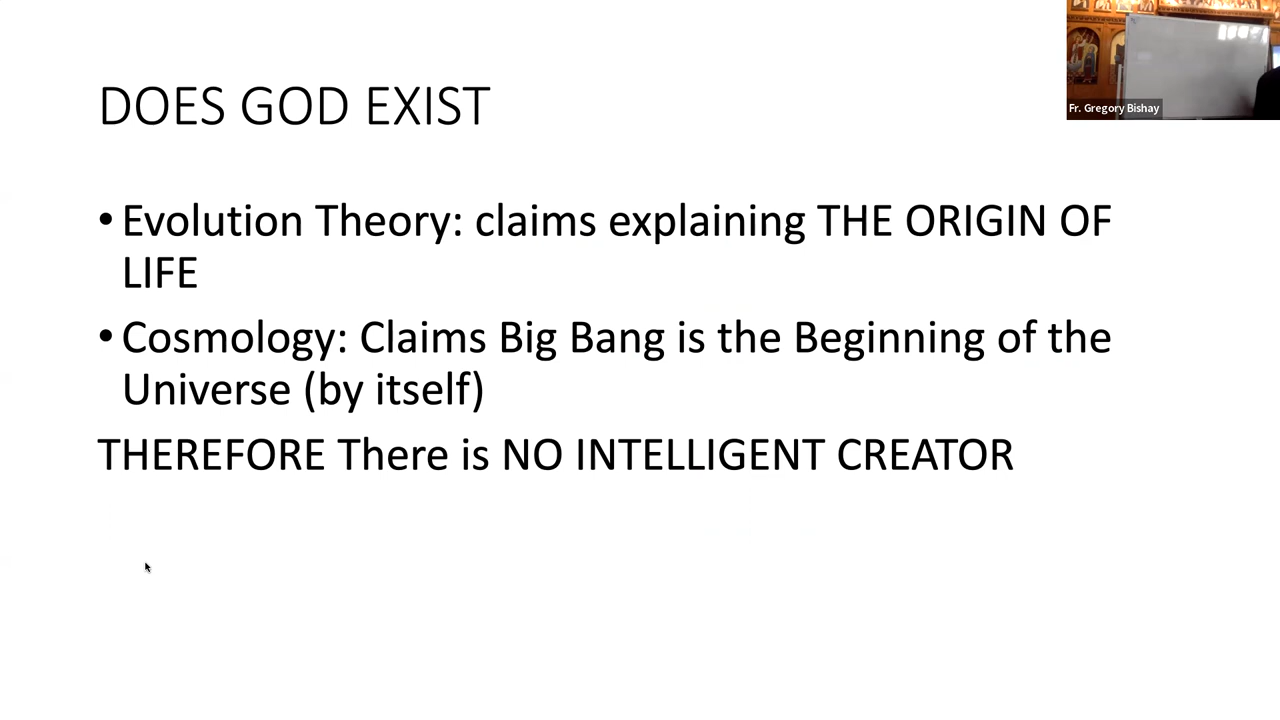 Fr. Gregory Bishay
DOES GOD EXIST
• Evolution Theory: claims explaining THE ORIGIN OF
LIFE
• Cosmology: Claims Big Bang is the Beginning of the
Universe (by itself)
THEREFORE There is NO INTELLIGENT CREATOR